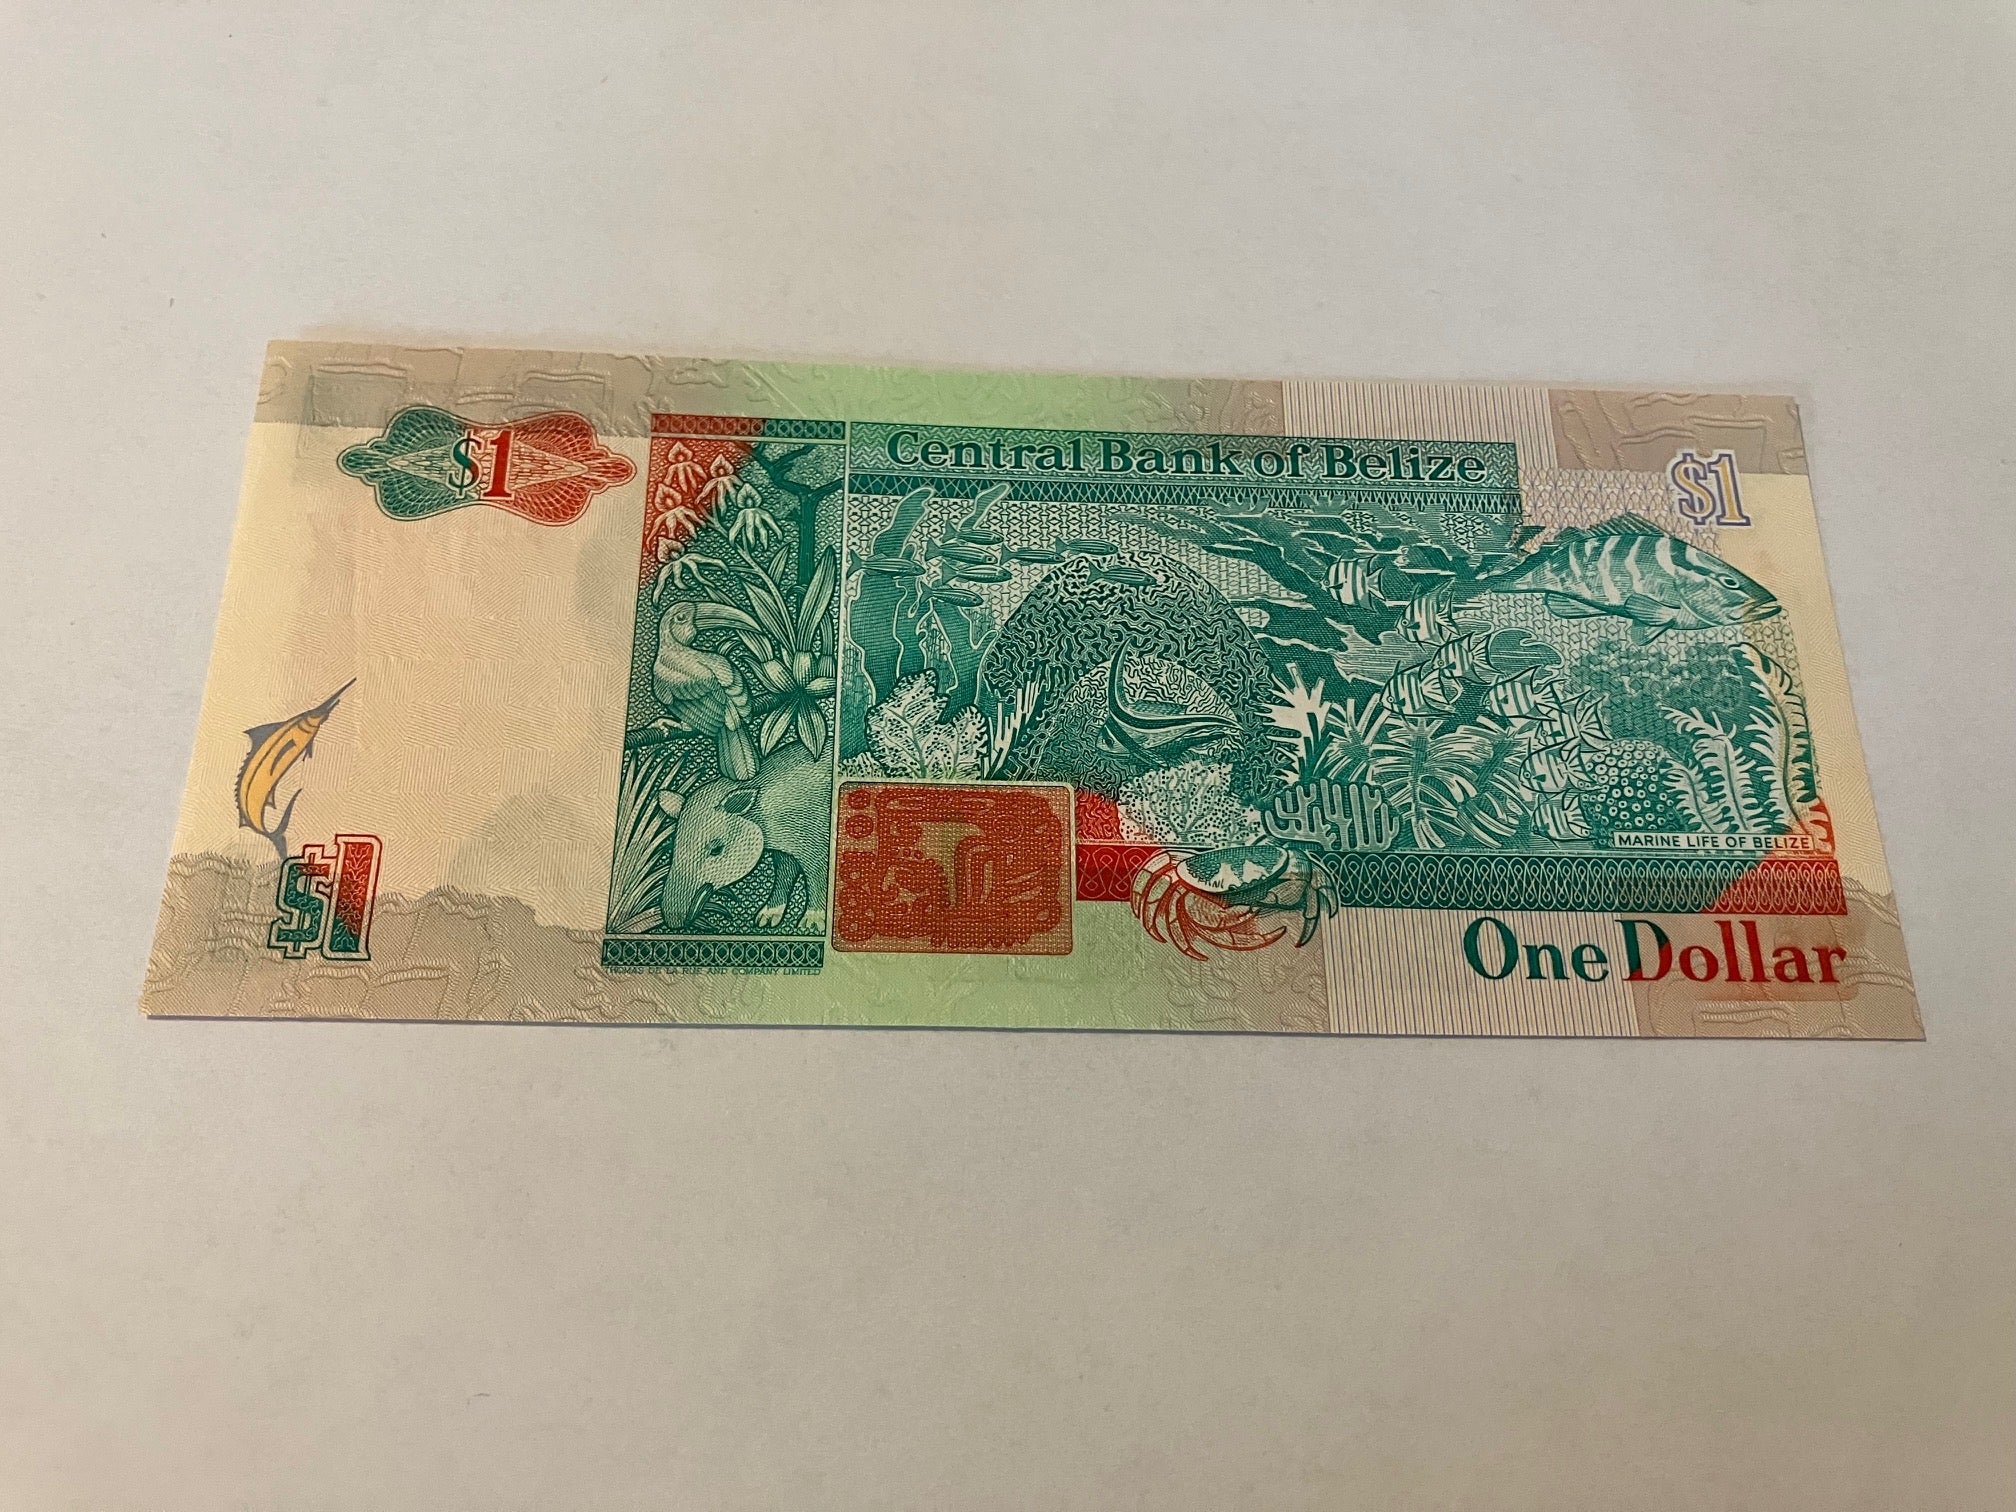 $1
Central Bank of Belize
$1
MARINE LIFE OF BELIZE
$1
One Dollar
THOMAS DE LA RUE AND COMPANY LIMITED